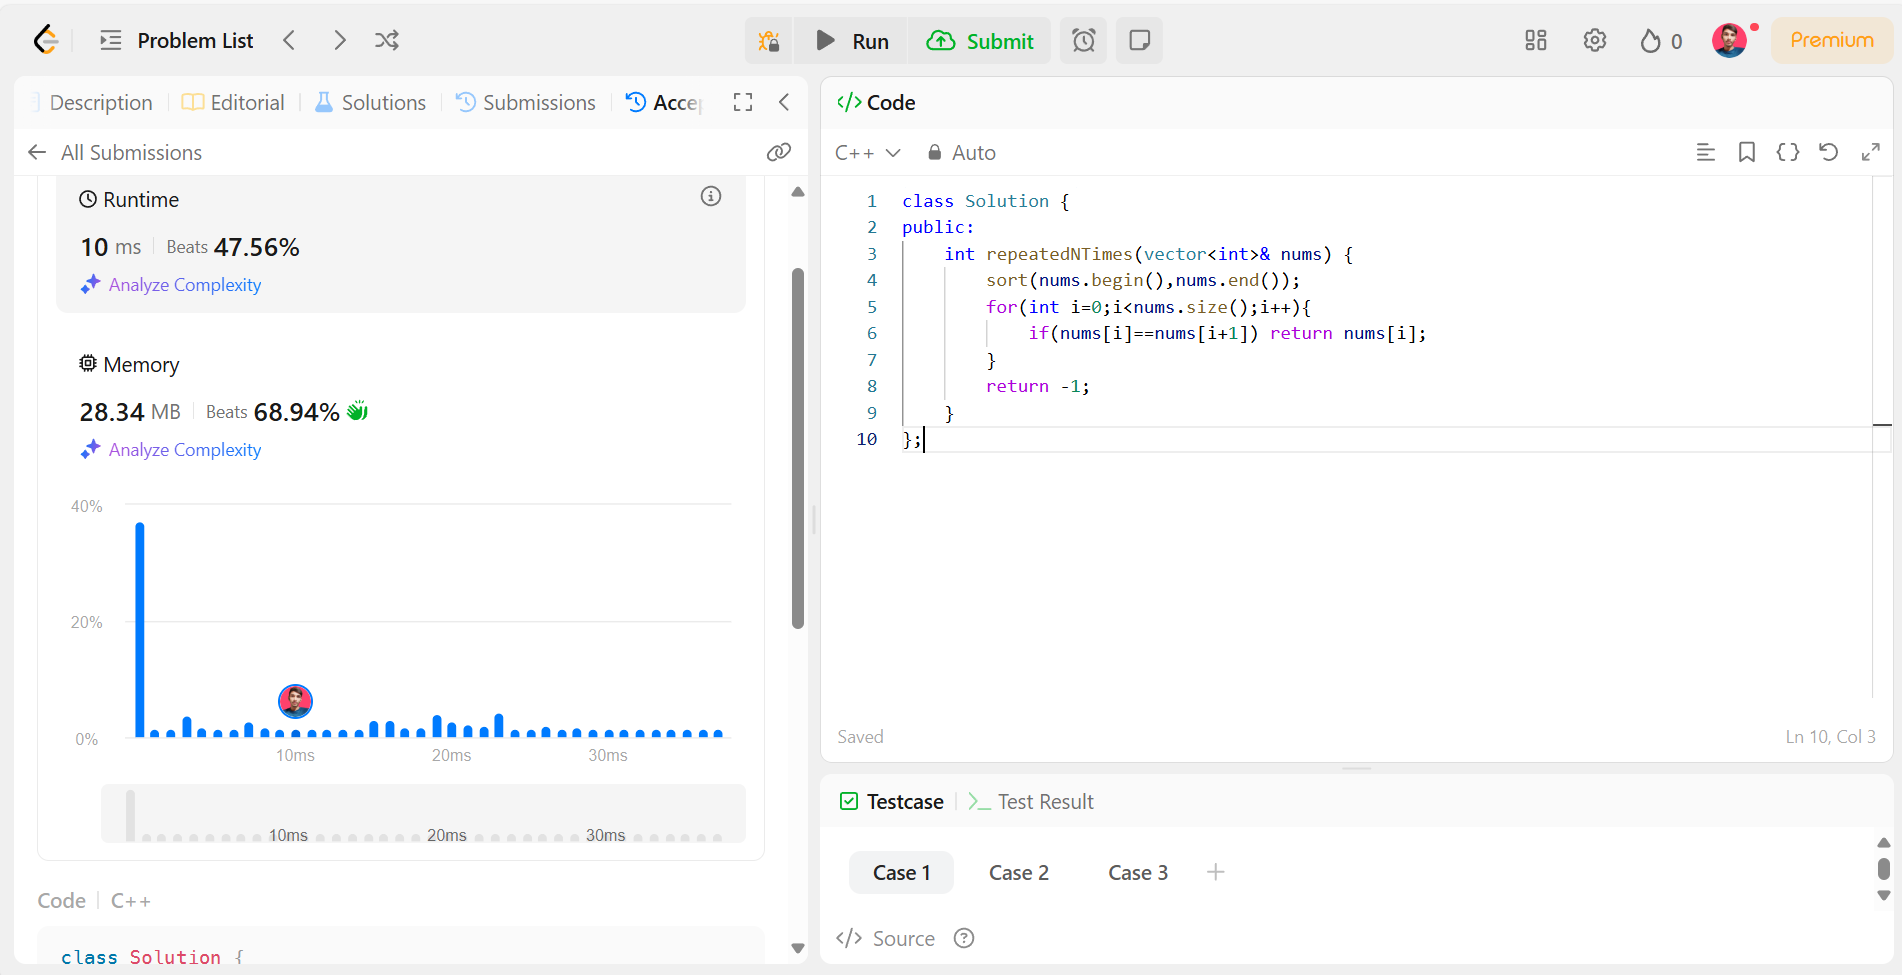 Problem List
Run
Submit
0
Premium
Description
Editorial
Solutions
Submissions
Acce
All Submissions
Runtime
10 ms
Beats 47.56%
Analyze Complexity
Memory
28.34 MB
Beats 68.94%
Analyze Complexity
40%
20%
0%
10ms
20ms
30ms
10ms
20ms
30ms
Code
C++
class Solution {
</> Code
C++
Auto
1 class Solution {
2 public:
3     int repeatedNTimes(vector<int>& nums) {
4         sort(nums.begin(),nums.end());
5         for(int i=0;i<nums.size();i++){
6             if(nums[i]==nums[i+1]) return nums[i];
7         }
8         return -1;
9     }
10 };
Saved
Ln 10, Col 3
Testcase
Test Result
Case 1
Case 2
Case 3
</> Source